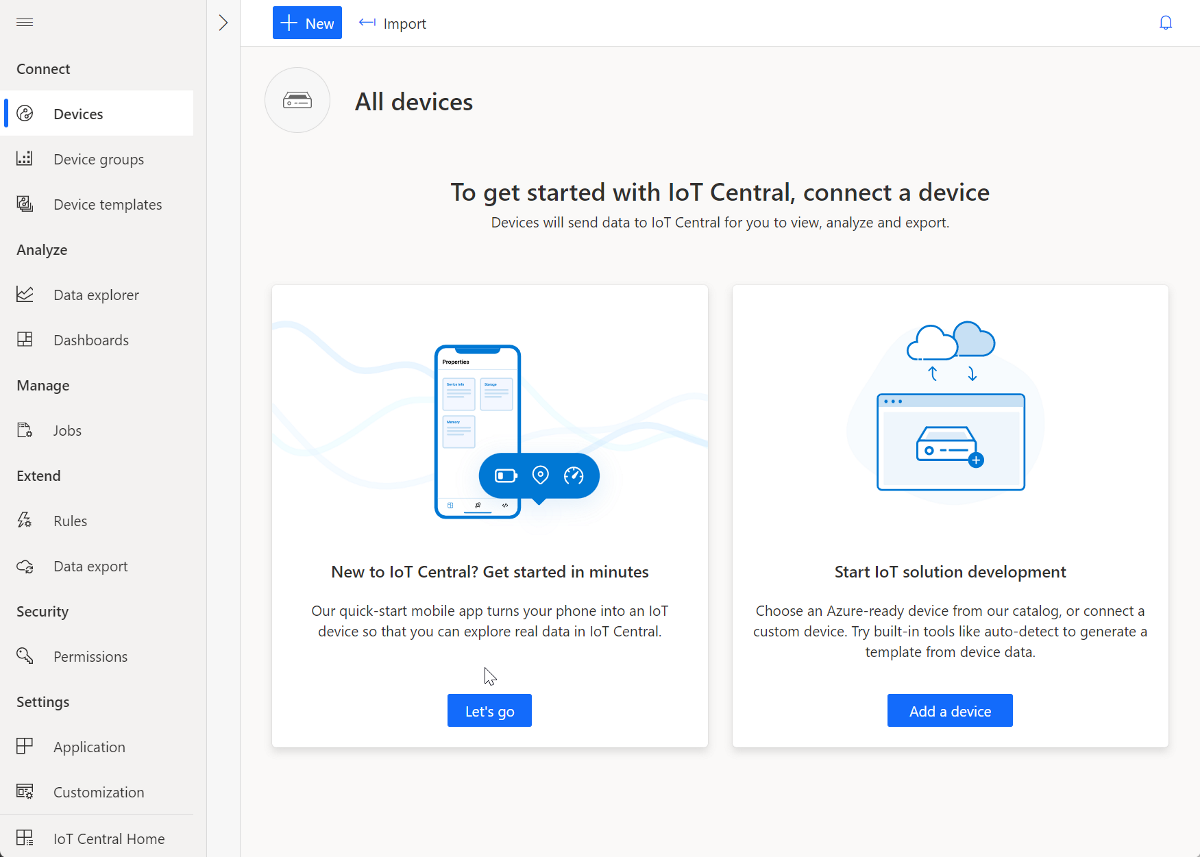 New
Import
Connect
Devices
Device groups
Device templates
Analyze
Data explorer
Dashboards
Manage
Jobs
Extend
Rules
Data export
Security
Permissions
Settings
Application
Customization
IoT Central Home
All devices
To get started with IoT Central, connect a device
Devices will send data to IoT Central for you to view, analyze and export.
Properties
Device info
Storage
Memory
New to IoT Central? Get started in minutes
Our quick-start mobile app turns your phone into an IoT
device so that you can explore real data in IoT Central.
Let's go
Start IoT solution development
Choose an Azure-ready device from our catalog, or connect a
custom device. Try built-in tools like auto-detect to generate a
template from device data.
Add a device